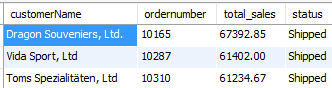 customerName ordernumber total_sales status
Dragon Souveniers, Ltd. 10165 67392.85 Shipped
Vida Sport, Ltd 10287 61402.00 Shipped
Toms Spezialitäten, Ltd 10310 61234.67 Shipped